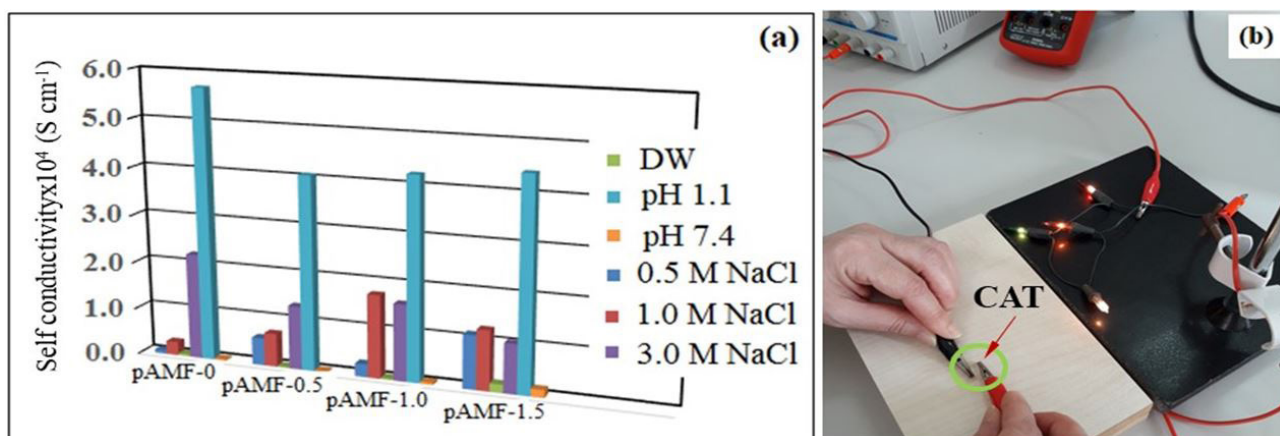 (a)
Self conductivityx10⁴ (S cm⁻¹)
6.0
5.0
4.0
3.0
2.0
1.0
0.0
pAMF-0
pAMF-0.5
pAMF-1.0
pAMF-1.5
DW
pH 1.1
pH 7.4
0.5 M NaCl
1.0 M NaCl
3.0 M NaCl
(b)
CAT